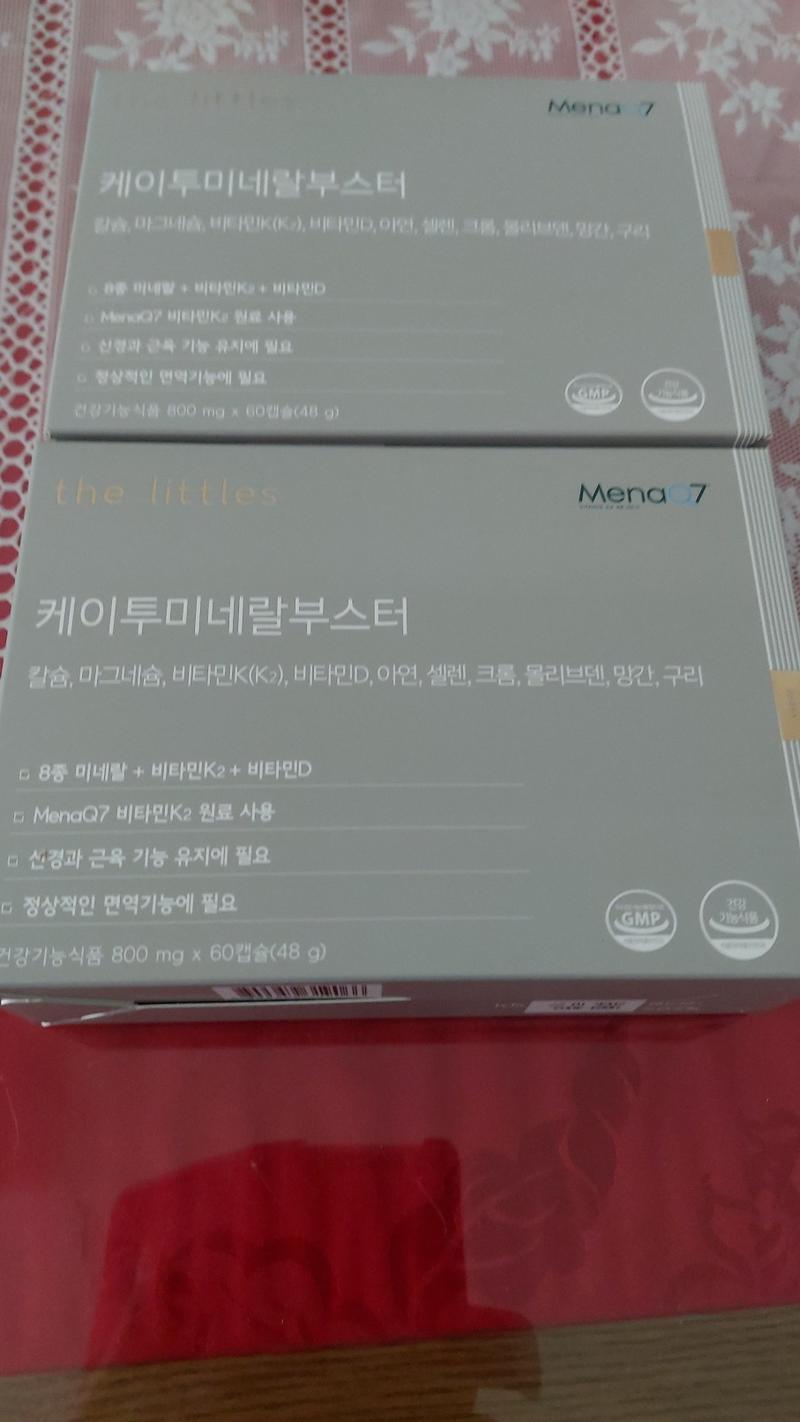 the littles
MenaQ7
케이투미네랄부스터
칼슘, 마그네슘, 비타민K(K₂), 비타민D, 아연, 셀렌, 크롬, 몰리브덴, 망간, 구리
8종 미네랄 + 비타민K₂ + 비타민D
MenaQ7 비타민K₂ 원료 사용
신경과 근육 기능 유지에 필요
정상적인 면역기능에 필요
GMP
건강
기능식품
건강기능식품 800 mg x 60캡슐(48 g)
the littles
MenaQ7
케이투미네랄부스터
칼슘, 마그네슘, 비타민K(K₂), 비타민D, 아연, 셀렌, 크롬, 몰리브덴, 망간, 구리
8종 미네랄 + 비타민K₂ + 비타민D
MenaQ7 비타민K₂ 원료 사용
신경과 근육 기능 유지에 필요
정상적인 면역기능에 필요
GMP
건강
기능식품
건강기능식품 800 mg x 60캡슐(48 g)